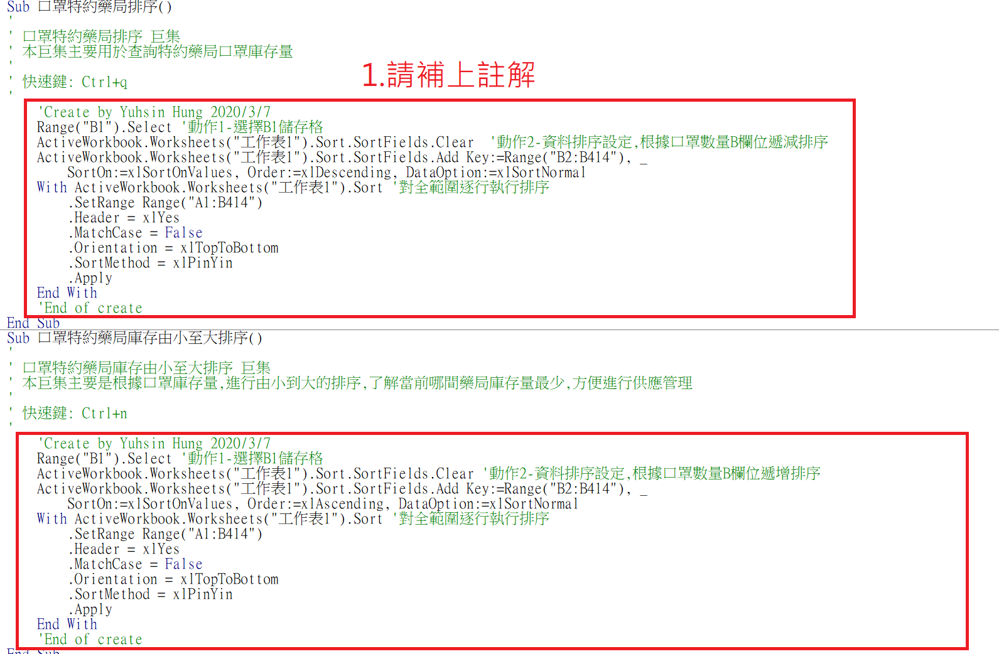 Sub 口罩特約藥局排序()
'
' 口罩特約藥局排序 巨集
' 本巨集主要用於查詢特約藥局口罩庫存量
'
' 快速鍵: Ctrl+q
'
1.請補上註解
'Create by Yuhsin Hung 2020/3/7
Range("B1").Select '動作1-選擇B1儲存格
ActiveWorkbook.Worksheets("工作表1").Sort.SortFields.Clear  '動作2-資料排序設定,根據口罩數量B欄位遞減排序
ActiveWorkbook.Worksheets("工作表1").Sort.SortFields.Add Key:=Range("B2:B414"), _
SortOn:=xlSortOnValues, Order:=xlDescending, DataOption:=xlSortNormal
With ActiveWorkbook.Worksheets("工作表1").Sort '對全範圍逐行執行排序
.SetRange Range("A1:B414")
.Header = xlYes
.MatchCase = False
.Orientation = xlTopToBottom
.SortMethod = xlPinYin
.Apply
End With
'End of create
End Sub
Sub 口罩特約藥局庫存由小至大排序()
'
' 口罩特約藥局庫存由小至大排序 巨集
' 本巨集主要是根據口罩庫存量,進行由小到大的排序,了解當前哪間藥局庫存量最少,方便進行供應管理
'
' 快速鍵: Ctrl+n
'
'Create by Yuhsin Hung 2020/3/7
Range("B1").Select '動作1-選擇B1儲存格
ActiveWorkbook.Worksheets("工作表1").Sort.SortFields.Clear '動作2-資料排序設定,根據口罩數量B欄位遞增排序
ActiveWorkbook.Worksheets("工作表1").Sort.SortFields.Add Key:=Range("B2:B414"), _
SortOn:=xlSortOnValues, Order:=xlAscending, DataOption:=xlSortNormal
With ActiveWorkbook.Worksheets("工作表1").Sort '對全範圍逐行執行排序
.SetRange Range("A1:B414")
.Header = xlYes
.MatchCase = False
.Orientation = xlTopToBottom
.SortMethod = xlPinYin
.Apply
End With
'End of create
End Sub